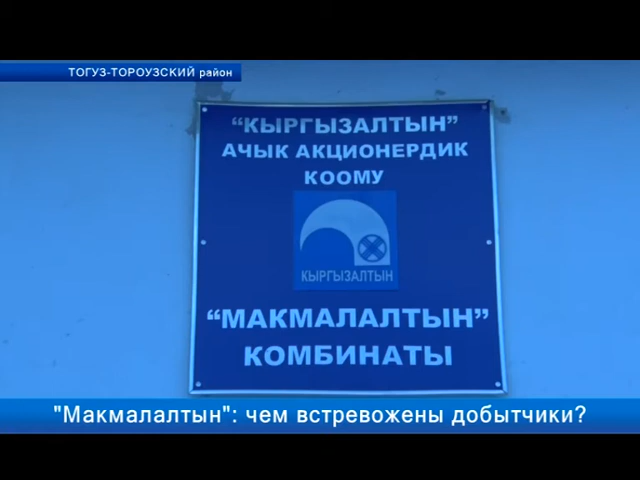 ТОГУЗ-ТОРОУЗСКИЙ район
“КЫРГЫЗАЛТЫН”
АЧЫК АКЦИОНЕРДИК
КООМУ
КЫРГЫЗАЛТЫН
“МАКМАЛАЛТЫН”
КОМБИНАТЫ
"Макмалалтын": чем встревожены добытчики?